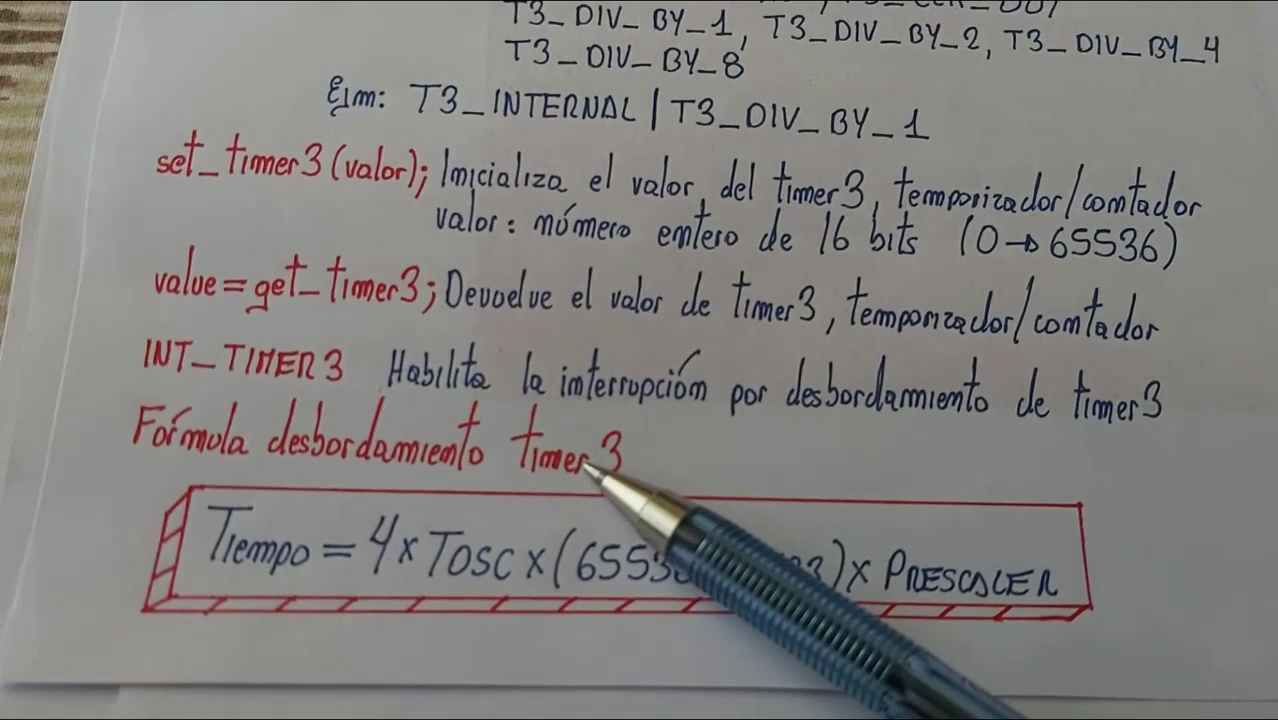 T3_DIV_BY_1, T3_DIV_BY_2, T3_DIV_BY_4
T3_DIV_BY_8
Ejm: T3_INTERNAL | T3_DIV_BY_1
set_timer3(valor); Inicializa el valor del timer3, temporizador/contador
valor: número entero de 16 bits (0→65536)
value=get_timer3; Devuelve el valor de timer3, temporizador/contador
INT_TIMER3 Habilita la interrupción por desbordamiento de timer3
Fórmula desbordamiento timer3
Tiempo = 4 x Tosc x (6553 ) x PRESCALER